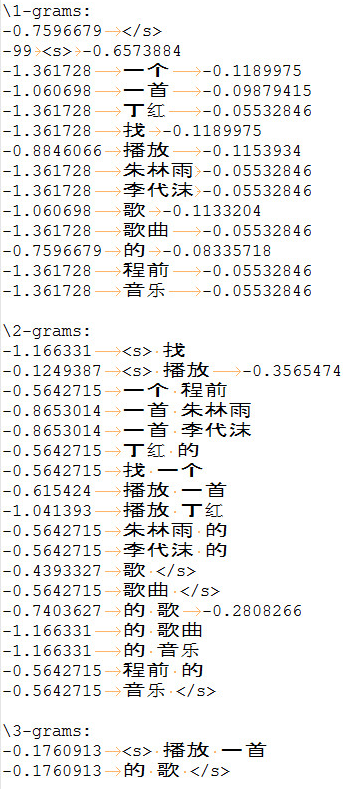 \1-grams:
-0.7596679→</s>
-99→<s>→-0.6573884
-1.361728→一个→-0.1189975
-1.060698→一首→-0.09879415
-1.361728→丁红→-0.05532846
-1.361728→找→-0.1189975
-0.8846066→播放→-0.1153934
-1.361728→朱林雨→-0.05532846
-1.361728→李代沫→-0.05532846
-1.060698→歌→-0.1133204
-1.361728→歌曲→-0.05532846
-0.7596679→的→-0.08335718
-1.361728→程前→-0.05532846
-1.361728→音乐→-0.05532846
\2-grams:
-1.166331→<s> 找
-0.1249387→<s> 播放→-0.3565474
-0.5642715→一个 程前
-0.8653014→一首 朱林雨
-0.8653014→一首 李代沫
-0.5642715→丁红 的
-0.5642715→找 一个
-0.615424→播放 一首
-1.041393→播放 丁红
-0.5642715→朱林雨 的
-0.5642715→李代沫 的
-0.4393327→歌 </s>
-0.5642715→歌曲 </s>
-0.7403627→的 歌→-0.2808266
-1.166331→的 歌曲
-1.166331→的 音乐
-0.5642715→程前 的
-0.5642715→音乐 </s>
\3-grams:
-0.1760913→<s> 播放 一首
-0.1760913→的 歌 </s>